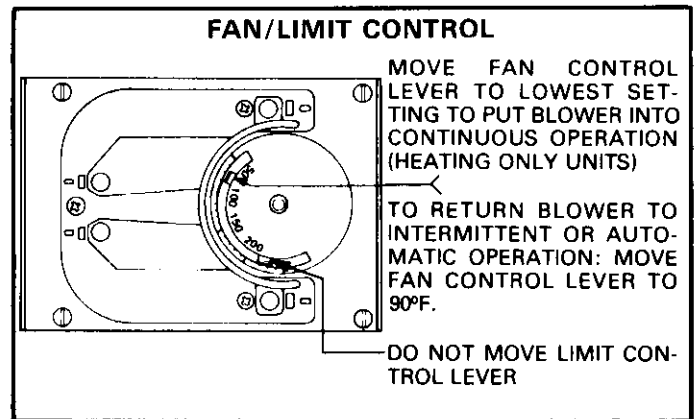 FAN/LIMIT CONTROL
MOVE FAN CONTROL
LEVER TO LOWEST SET-
TING TO PUT BLOWER INTO
CONTINUOUS OPERATION
(HEATING ONLY UNITS)
TO RETURN BLOWER TO
INTERMITTENT OR AUTO-
MATIC OPERATION: MOVE
FAN CONTROL LEVER TO
90°F.
DO NOT MOVE LIMIT CON-
TROL LEVER
100
150
200